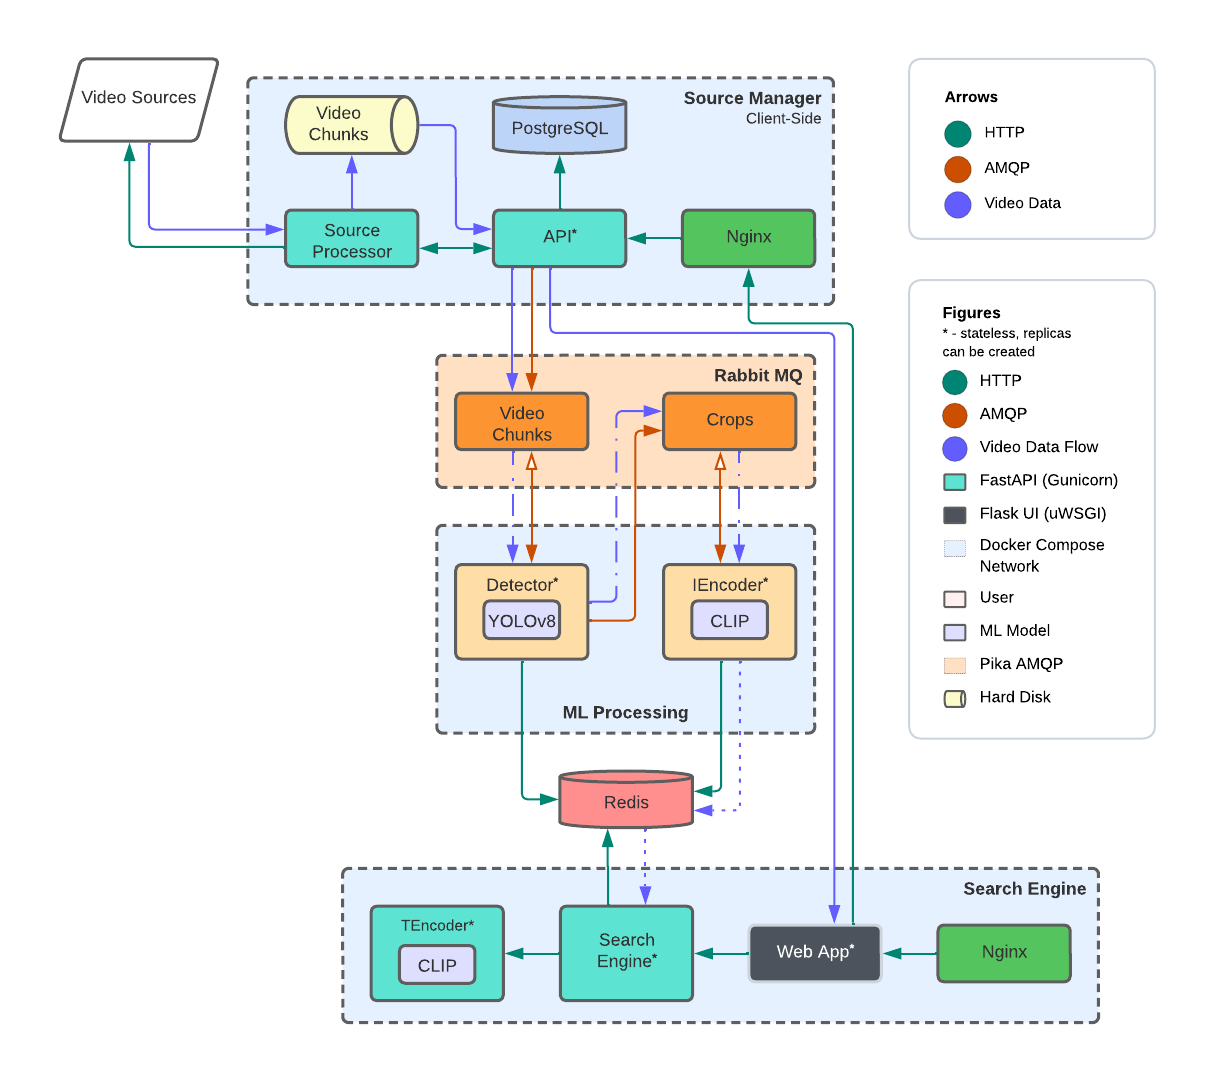 Video Sources
Video
Chunks
PostgreSQL
Source Manager
Client-Side
Source
Processor
API*
Nginx
Rabbit MQ
Video
Chunks
Crops
Detector*
YOLOv8
IEncoder*
CLIP
ML Processing
Redis
Search Engine
TEncoder*
CLIP
Search
Engine*
Web App*
Nginx
Arrows
HTTP
AMQP
Video Data
Figures
* - stateless, replicas
can be created
HTTP
AMQP
Video Data Flow
FastAPI (Gunicorn)
Flask UI (uWSGI)
Docker Compose
Network
User
ML Model
Pika AMQP
Hard Disk